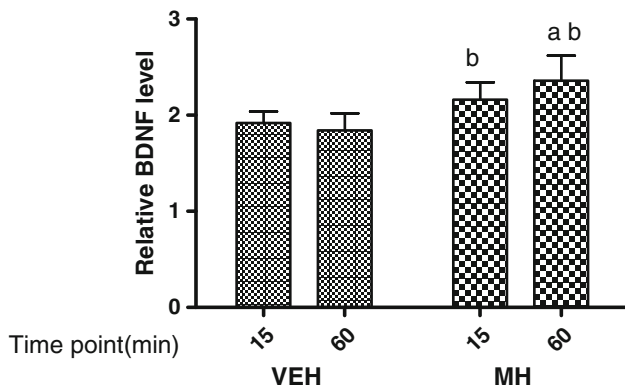 3
a b
b
2
1
0
Relative BDNF level
Time point(min)
15
60
15
60
VEH
MH